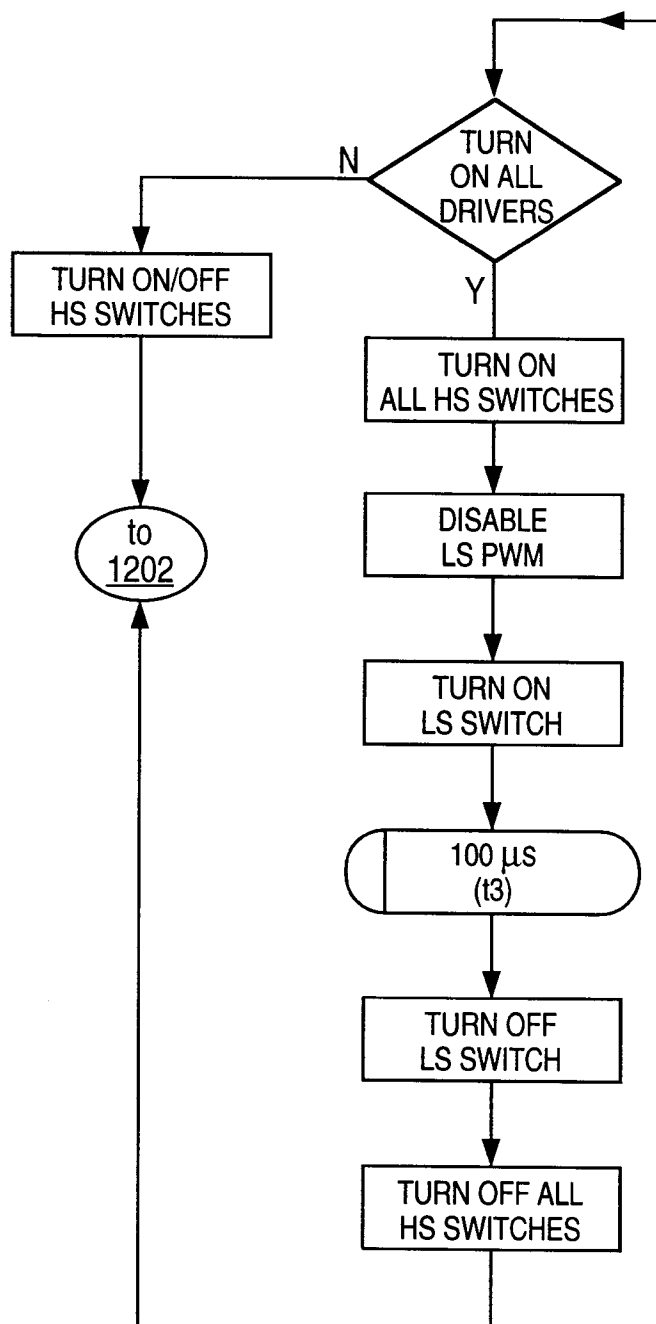 TURN
ON ALL
DRIVERS
N
Y
TURN ON/OFF
HS SWITCHES
TURN ON
ALL HS SWITCHES
to
1202
DISABLE
LS PWM
TURN ON
LS SWITCH
100 µs
(t3)
TURN OFF
LS SWITCH
TURN OFF ALL
HS SWITCHES